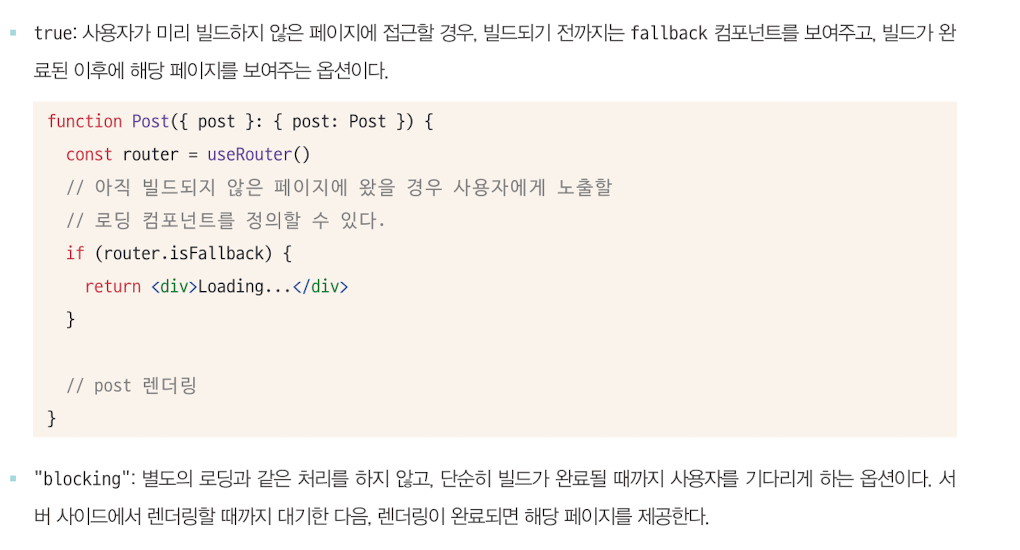 ▪ true: 사용자가 미리 빌드하지 않은 페이지에 접근할 경우, 빌드되기 전까지는 fallback 컴포넌트를 보여주고, 빌드가 완
료된 이후에 해당 페이지를 보여주는 옵션이다.
function Post({ post }: { post: Post }) {
  const router = useRouter()
  // 아직 빌드되지 않은 페이지에 왔을 경우 사용자에게 노출할
  // 로딩 컴포넌트를 정의할 수 있다.
  if (router.isFallback) {
    return <div>Loading...</div>
  }
  // post 렌더링
}
▪ "blocking": 별도의 로딩과 같은 처리를 하지 않고, 단순히 빌드가 완료될 때까지 사용자를 기다리게 하는 옵션이다. 서
버 사이드에서 렌더링할 때까지 대기한 다음, 렌더링이 완료되면 해당 페이지를 제공한다.